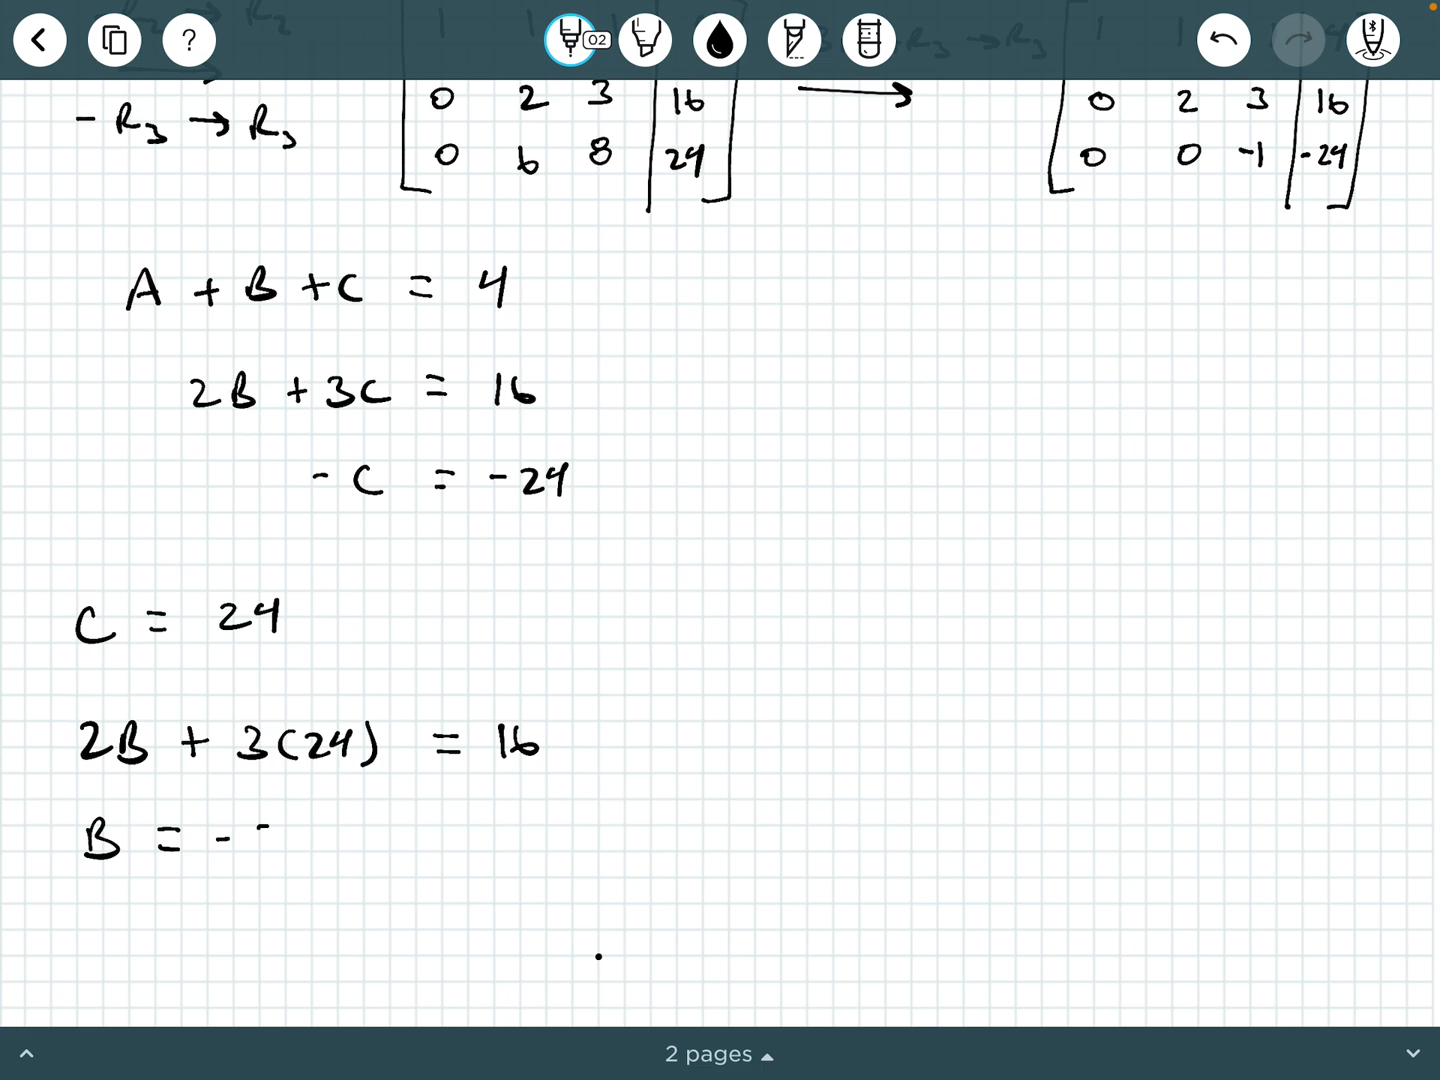 ? 02
- R₃ → R₃
0 2 3 16
0 6 8 24
0 2 3 16
0 0 -1 -24
A + B + C = 4
2B + 3C = 16
- C = - 24
C = 24
2B + 3(24) = 16
B = - -
2 pages